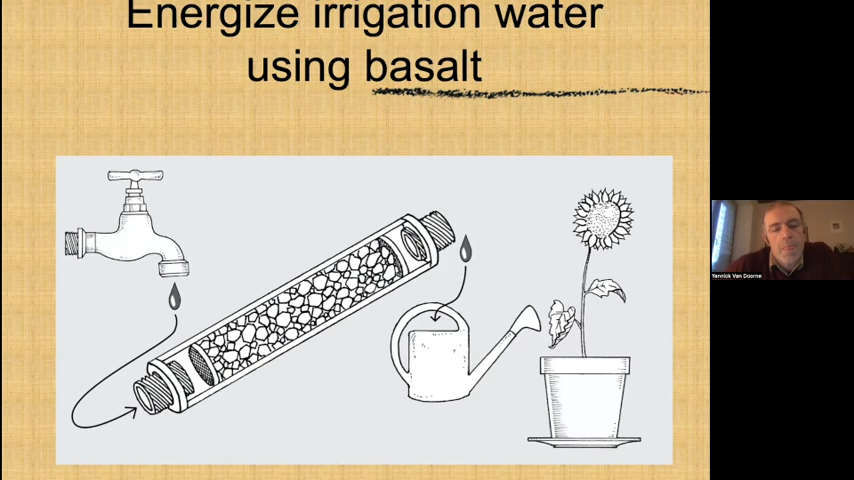 Energize irrigation water
using basalt
Yannick Van Doorne